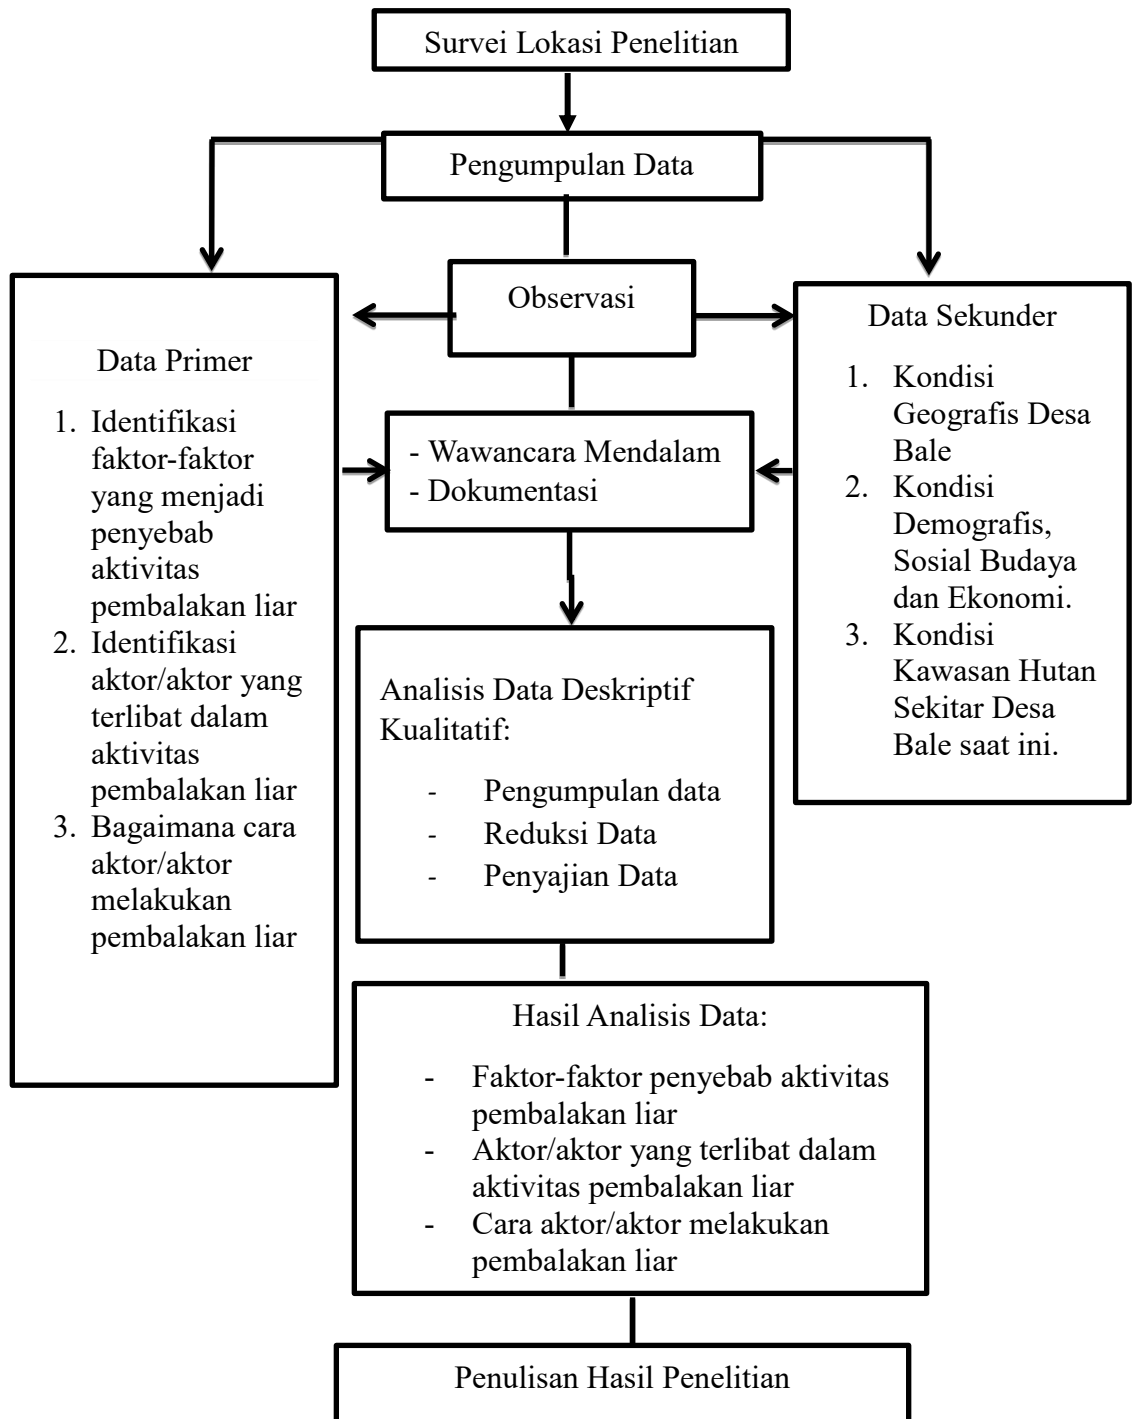 Survei Lokasi Penelitian
Pengumpulan Data
Observasi
Data Primer
1. Identifikasi
faktor-faktor
yang menjadi
penyebab
aktivitas
pembalakan liar
2. Identifikasi
aktor/aktor yang
terlibat dalam
aktivitas
pembalakan liar
3. Bagaimana cara
aktor/aktor
melakukan
pembalakan liar
- Wawancara Mendalam
- Dokumentasi
Data Sekunder
1. Kondisi
Geografis Desa
Bale
2. Kondisi
Demografis,
Sosial Budaya
dan Ekonomi.
3. Kondisi
Kawasan Hutan
Sekitar Desa
Bale saat ini.
Analisis Data Deskriptif
Kualitatif:
- Pengumpulan data
- Reduksi Data
- Penyajian Data
Hasil Analisis Data:
- Faktor-faktor penyebab aktivitas
pembalakan liar
- Aktor/aktor yang terlibat dalam
aktivitas pembalakan liar
- Cara aktor/aktor melakukan
pembalakan liar
Penulisan Hasil Penelitian